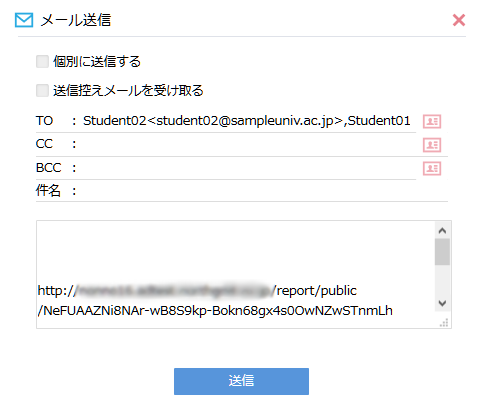 メール送信
個別に送信する
送信控えメールを受け取る
TO : Student02<student02@sampleuniv.ac.jp>,Student01
CC :
BCC :
件名 :
http:// /report/public
/NeFUAAZNi8NAr-wB8S9kp-Bokn68gx4s0OwNZwSTnmLh
送信